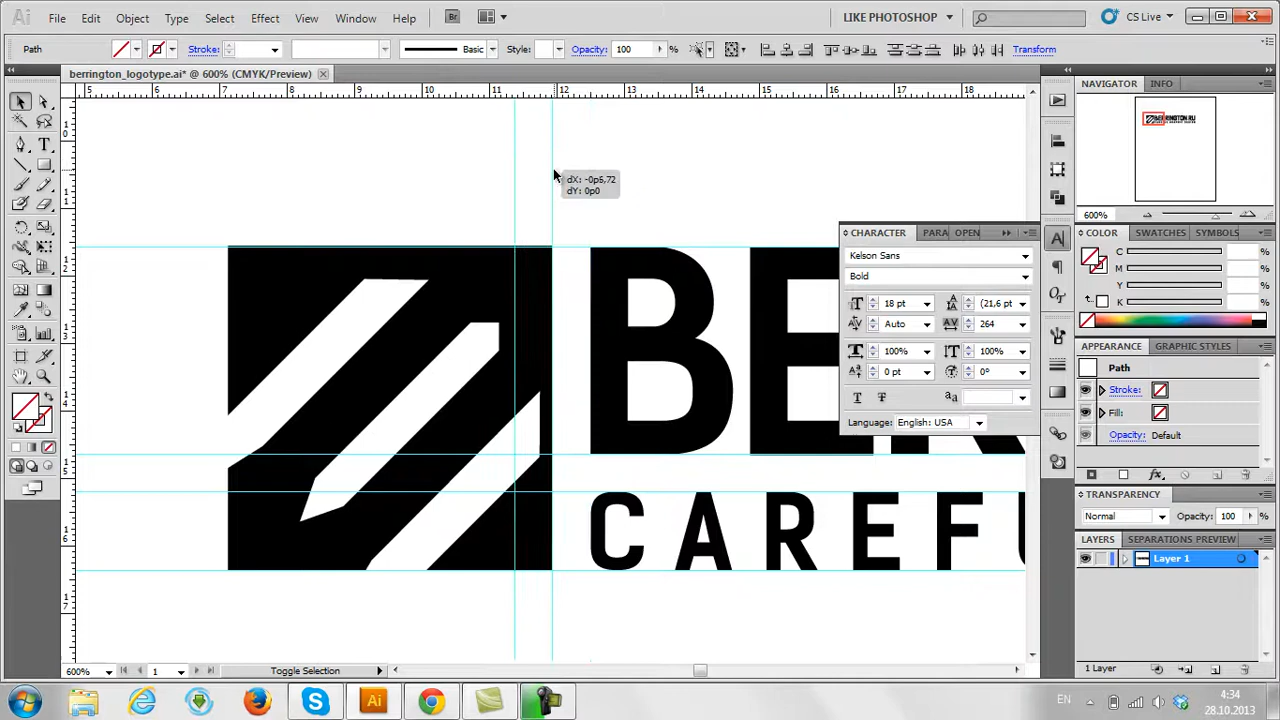 Ai File Edit Object Type Select Effect View Window Help Br LIKE PHOTOSHOP CS Live
Path Stroke: Basic Style: Opacity: 100 % Transform
berrington_logotype.ai* @ 600% (CMYK/Preview)
5 6 7 8 9 10 11 12 13 14 15 16 17 18
dX: -0p5,72
dY: 0p0
BER
CAREFU
CHARACTER PARA OPEN
Kelson Sans
Bold
18 pt (21,6 pt
Auto 264
100% 100%
0 pt 0°
Language: English: USA
NAVIGATOR INFO
BERRINGTON.RU
600%
COLOR SWATCHES SYMBOLS
C
M
Y
K
APPEARANCE GRAPHIC STYLES
Path
Stroke:
Fill:
Opacity: Default
TRANSPARENCY
Normal Opacity: 100 %
LAYERS SEPARATIONS PREVIEW
Layer 1
1 Layer
600% 1 Toggle Selection
EN 4:34
28.10.2013